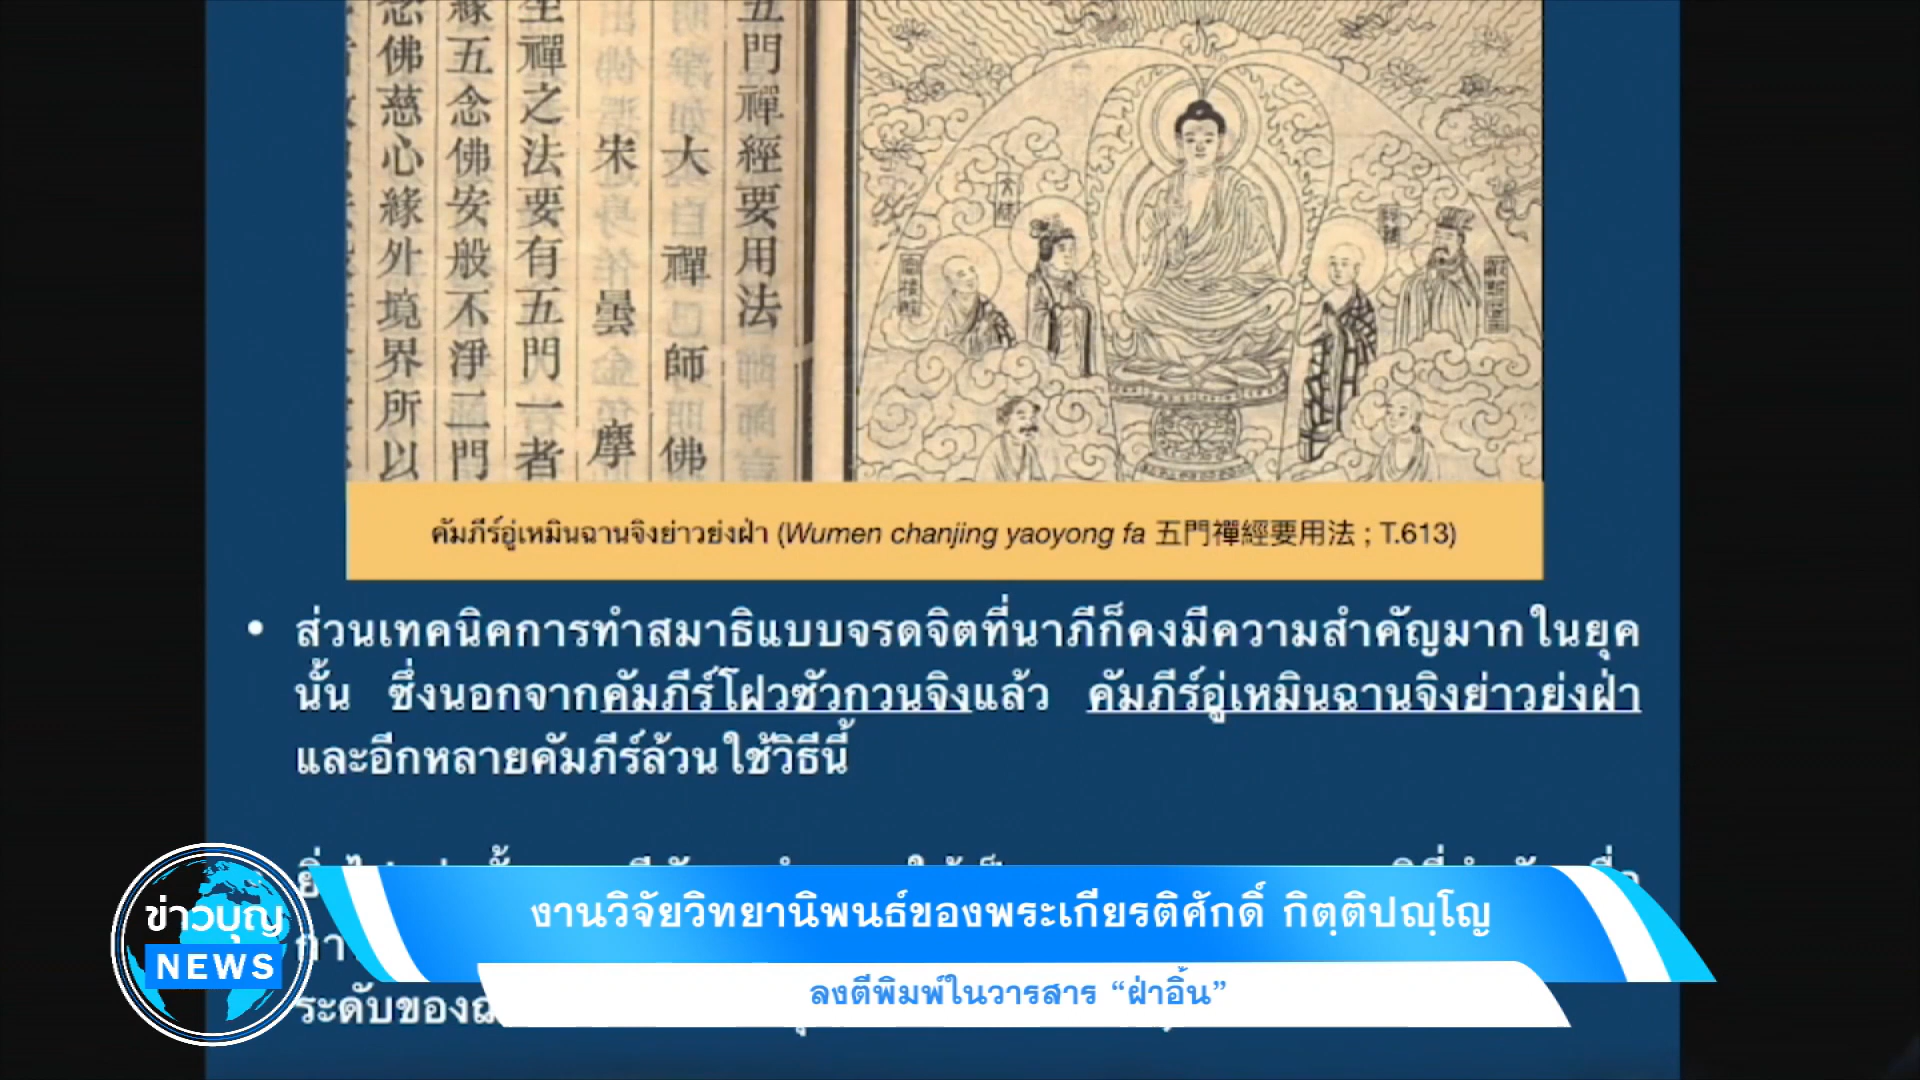 五門禪經要用法
大禪師佛
宋曇摩
坐禪之法要有五門一者
緣五念佛安般不淨二門
念佛慈心緣外境界所以
คัมภีร์อู่เหมินฉานจิงย่าวย่งฝ่า (Wumen chanjing yaoyong fa 五門禪經要用法 ; T.613)
• ส่วนเทคนิคการทำสมาธิแบบจรดจิตที่นาภีก็คงมีความสำคัญมากในยุค
นั้น ซึ่งนอกจากคัมภีร์โฝวซัวกวนจิงแล้ว คัมภีร์อู่เหมินฉานจิงย่าวย่งฝ่า
และอีกหลายคัมภีร์ล้วนใช้วิธีนี้
ระดับของ
ข่าวบุญ
NEWS
งานวิจัยวิทยานิพนธ์ของพระเกียรติศักดิ์ กิตฺติปญฺโญ
ลงตีพิมพ์ในวารสาร “ฝ่าอิ้น”